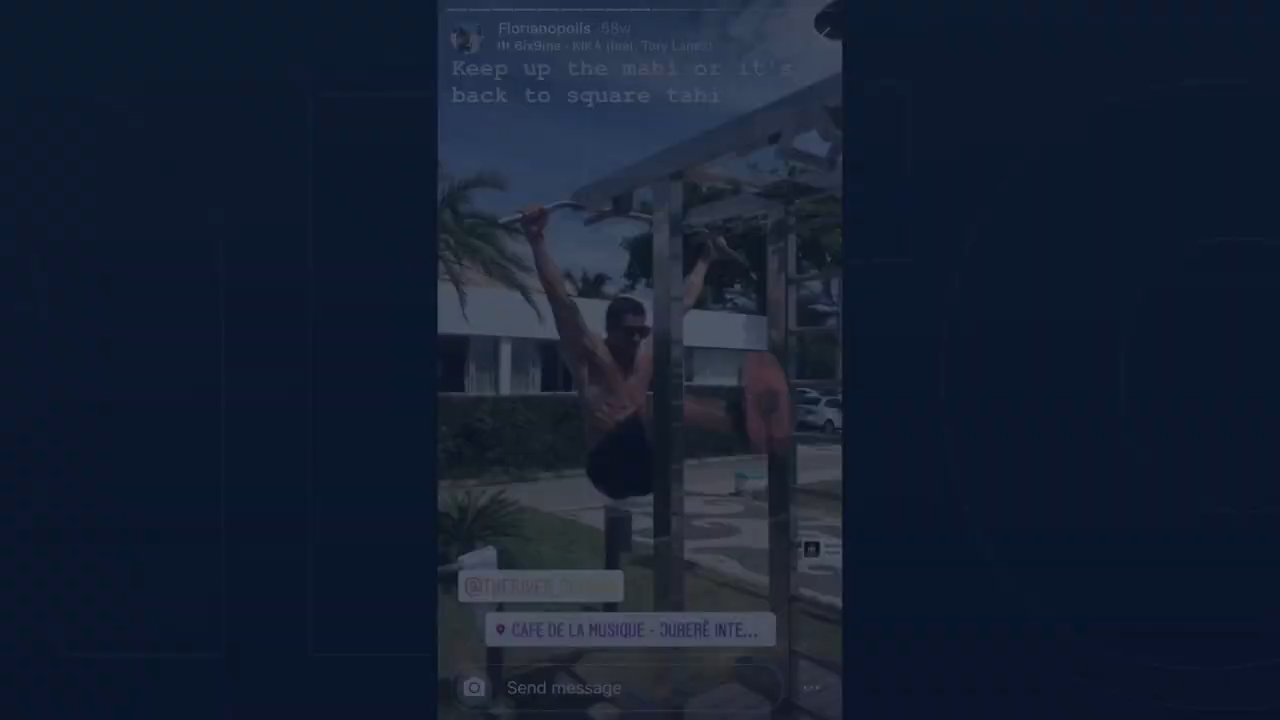 Florianopolis 58w
6ix9ine - KIKA (feat. Tory Lanez)
Keep up the mahi or it's
back to square tahi
CAFE DE LA MUSIQUE - JURERÊ INTE...
Send message